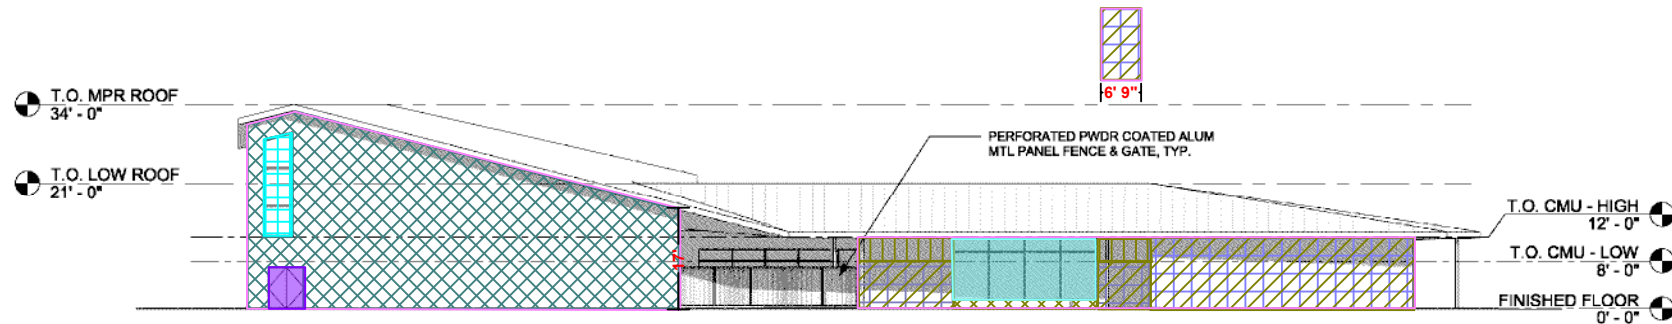 6' 9"
T.O. MPR ROOF
34' - 0"
PERFORATED PWDR COATED ALUM
MTL PANEL FENCE & GATE, TYP.
T.O. LOW ROOF
21' - 0"
T.O. CMU - HIGH
12' - 0"
17'
T.O. CMU - LOW
8' - 0"
FINISHED FLOOR
0' - 0"